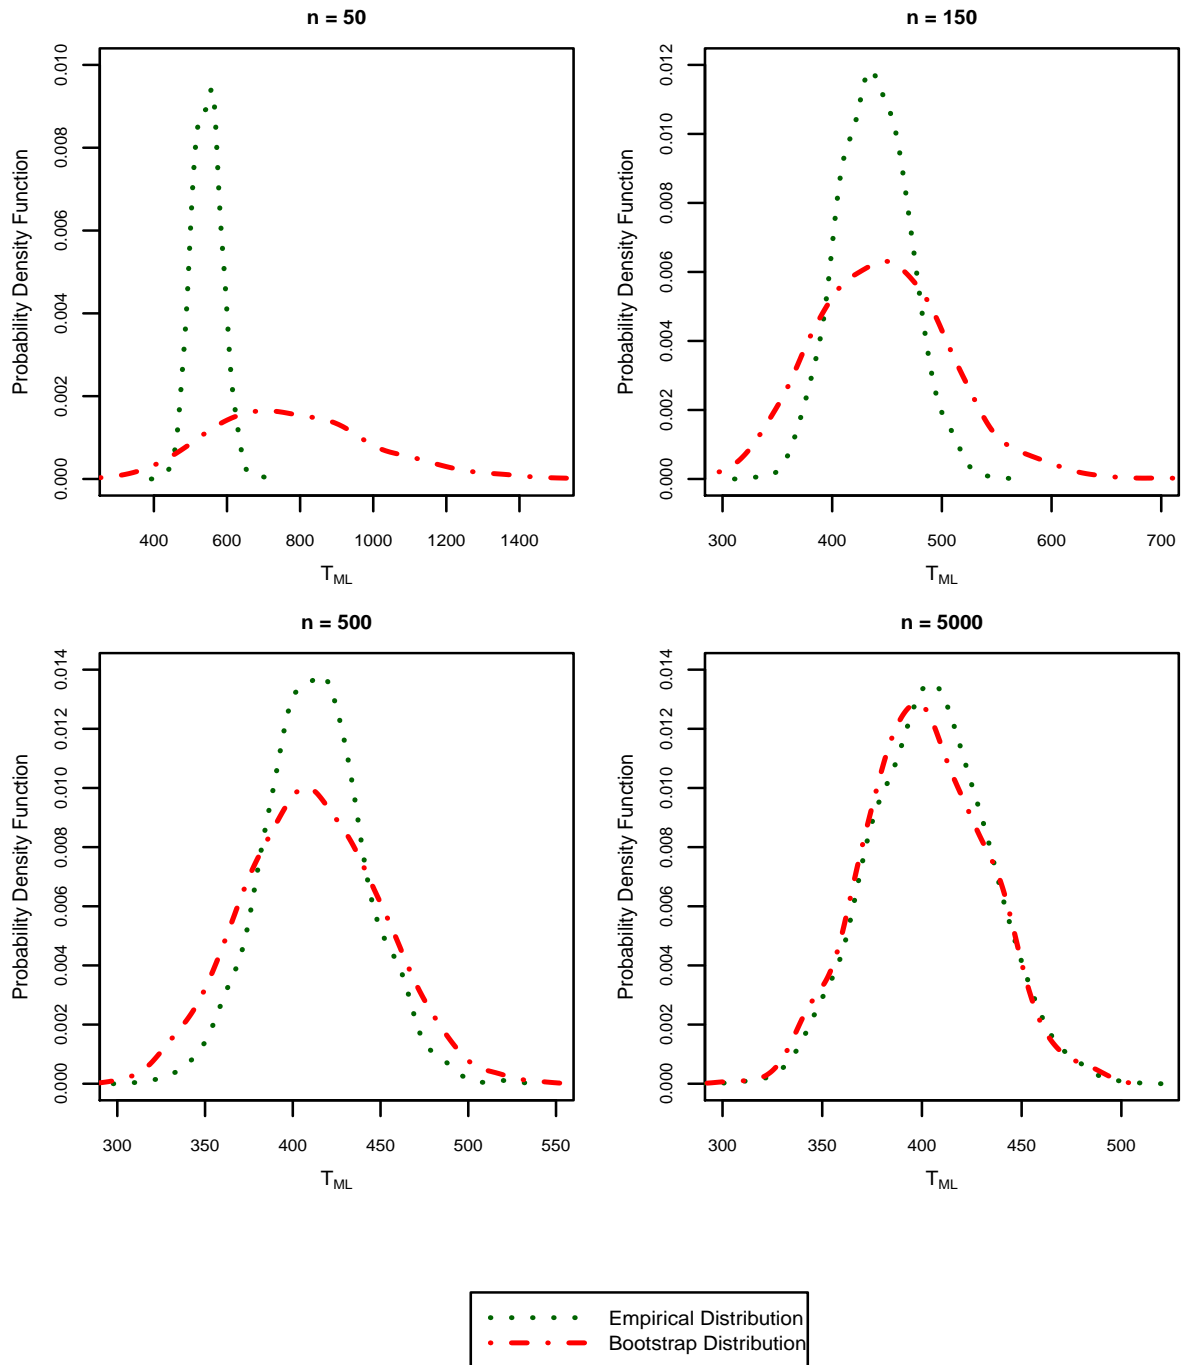 n = 50
0.010
0.008
0.006
0.004
0.002
0.000
Probability Density Function
400 600 800 1000 1200 1400
T_ML
n = 150
0.012
0.010
0.008
0.006
0.004
0.002
0.000
Probability Density Function
300 400 500 600 700
T_ML
n = 500
0.014
0.012
0.010
0.008
0.006
0.004
0.002
0.000
Probability Density Function
300 350 400 450 500 550
T_ML
n = 5000
0.014
0.012
0.010
0.008
0.006
0.004
0.002
0.000
Probability Density Function
300 350 400 450 500
T_ML
Empirical Distribution
Bootstrap Distribution